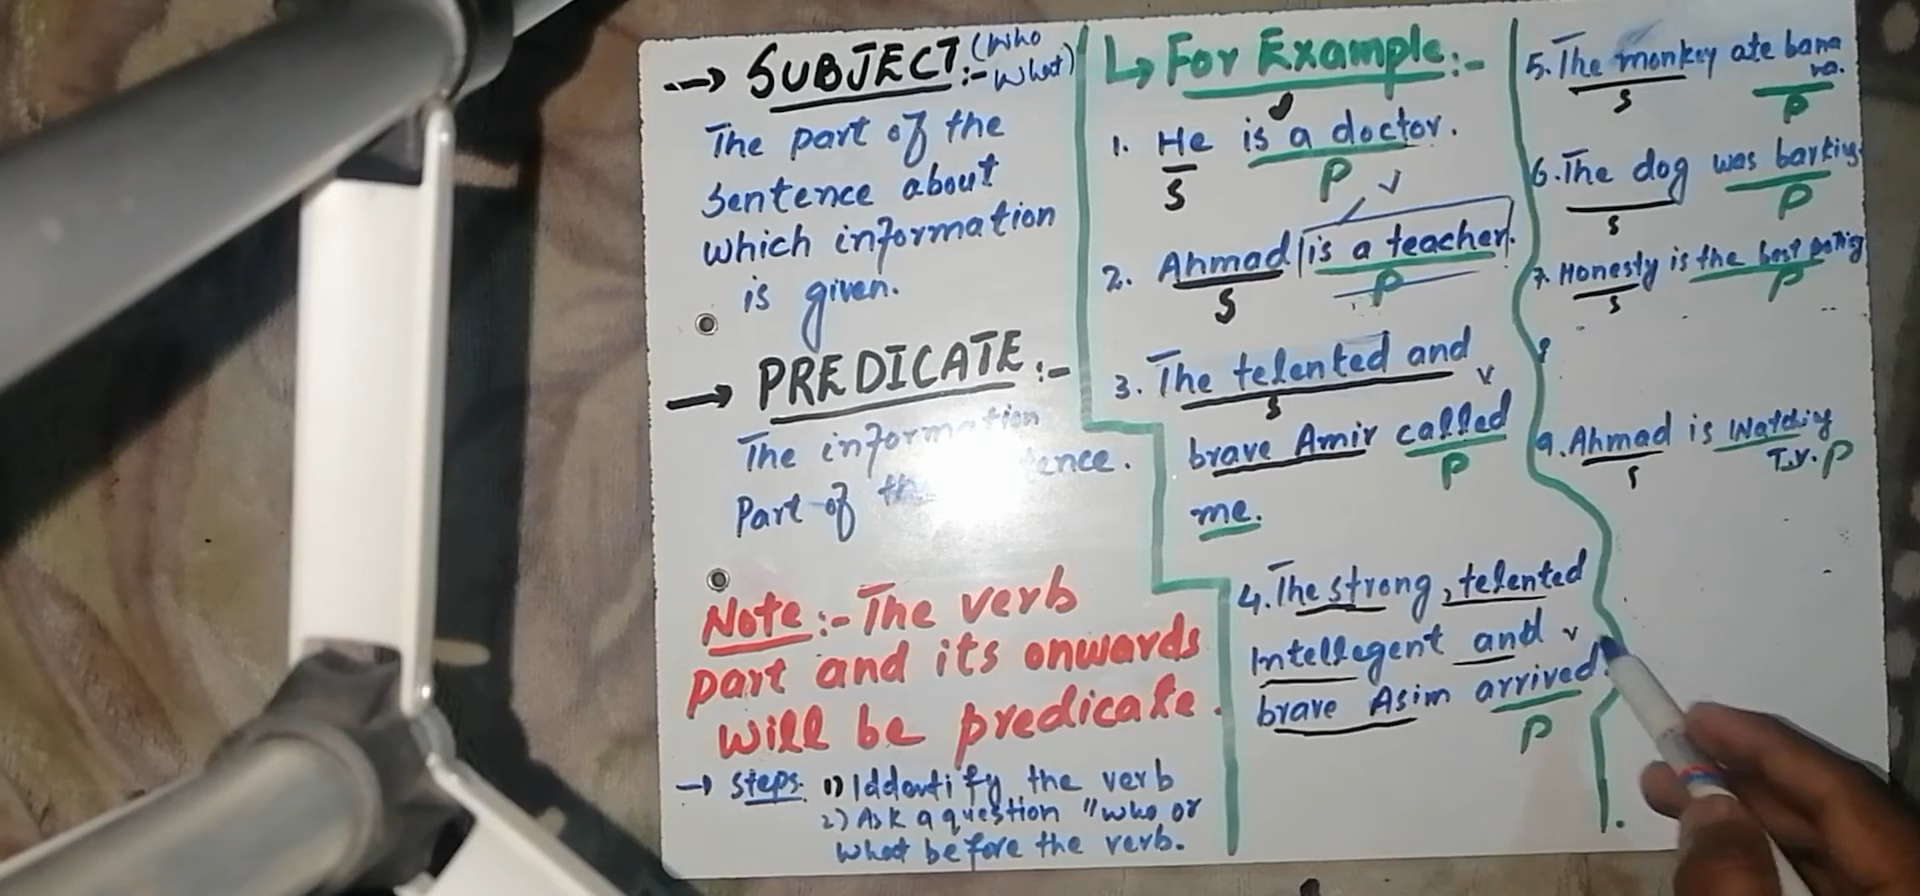 --> SUBJECT:- (Who
What)
The part of the
sentence about
which information
is given.
→ PREDICATE:-
The information
Part of the
Note:- The verb
part and its onwards
will be predicate.
→ Steps: 1) Iddentify the verb
2) Ask a question "who or
what before the verb.
↳ For Example:-
1. He is a doctor.
S P
2. Ahmad is a teacher.
S P
3. The telented and
S
brave Amir called
P
me.
4. The strong, telented
Intellegent and
brave Asim arrived.
P
5. The monkey ate bana
na.
S P
6. The dog was barking
S P
7. Honesty is the best
S P
9. Ahmad is watching
T.V. P
S